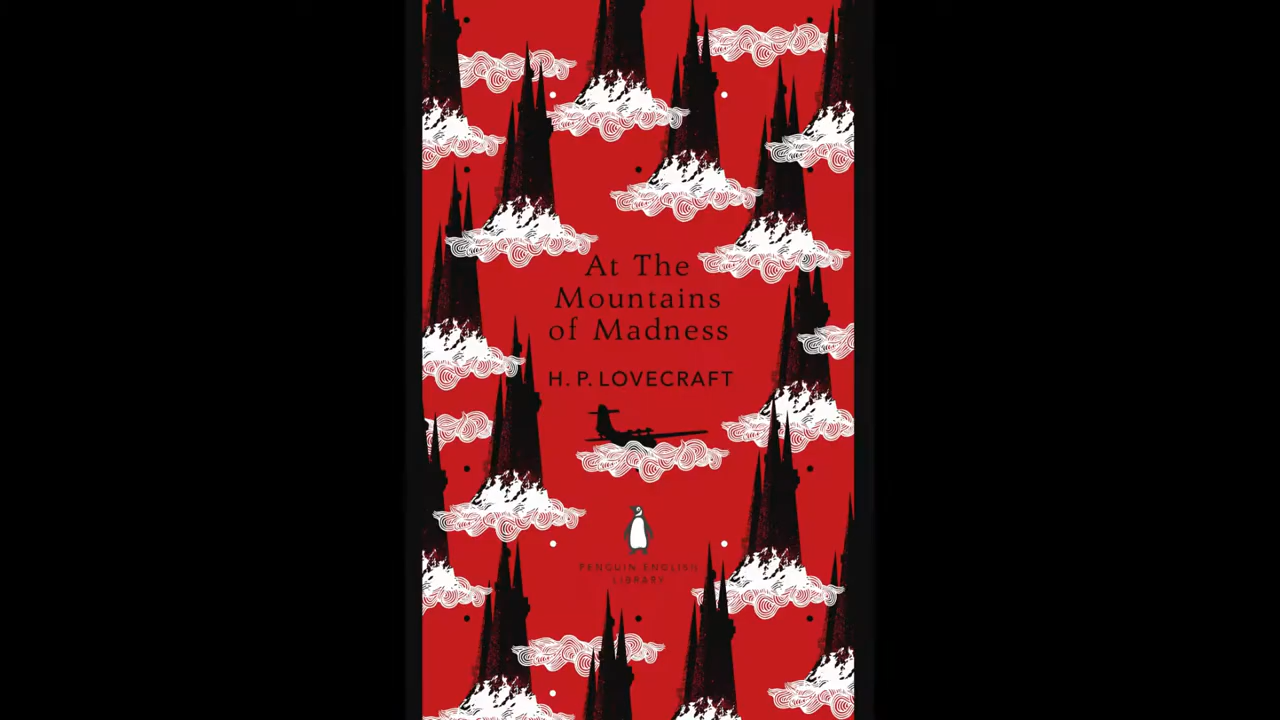 At The
Mountains
of Madness
H. P. LOVECRAFT
PENGUIN ENGLISH
LIBRARY